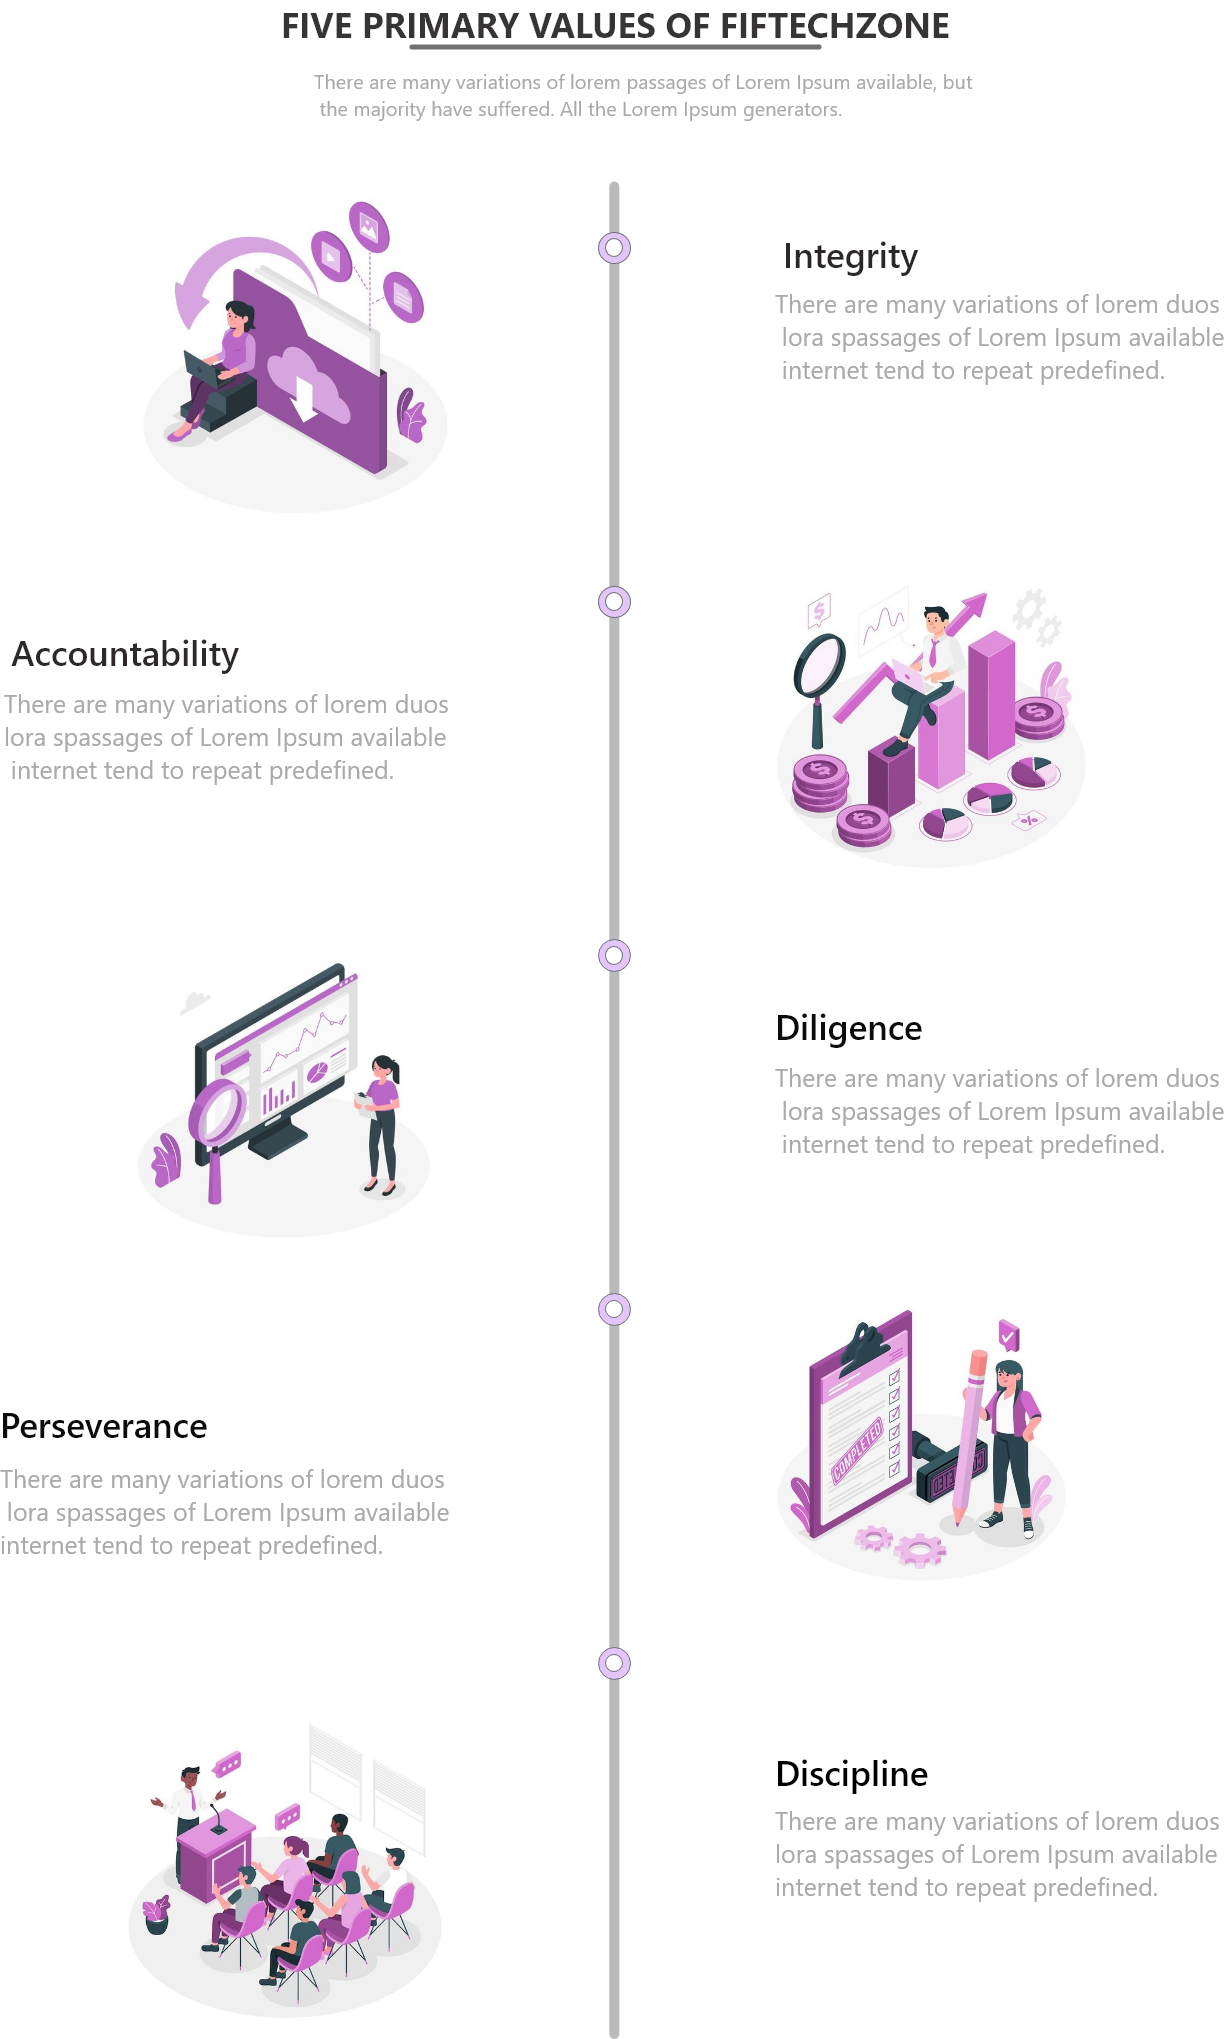 FIVE PRIMARY VALUES OF FIFTECHZONE
There are many variations of lorem passages of Lorem Ipsum available, but
the majority have suffered. All the Lorem Ipsum generators.
Integrity
There are many variations of lorem duos
lora spassages of Lorem Ipsum available
internet tend to repeat predefined.
$
Accountability
There are many variations of lorem duos
lora spassages of Lorem Ipsum available
internet tend to repeat predefined.
$
$
$
%
Diligence
There are many variations of lorem duos
lora spassages of Lorem Ipsum available
internet tend to repeat predefined.
COMPLETED
Perseverance
There are many variations of lorem duos
lora spassages of Lorem Ipsum available
internet tend to repeat predefined.
Discipline
There are many variations of lorem duos
lora spassages of Lorem Ipsum available
internet tend to repeat predefined.